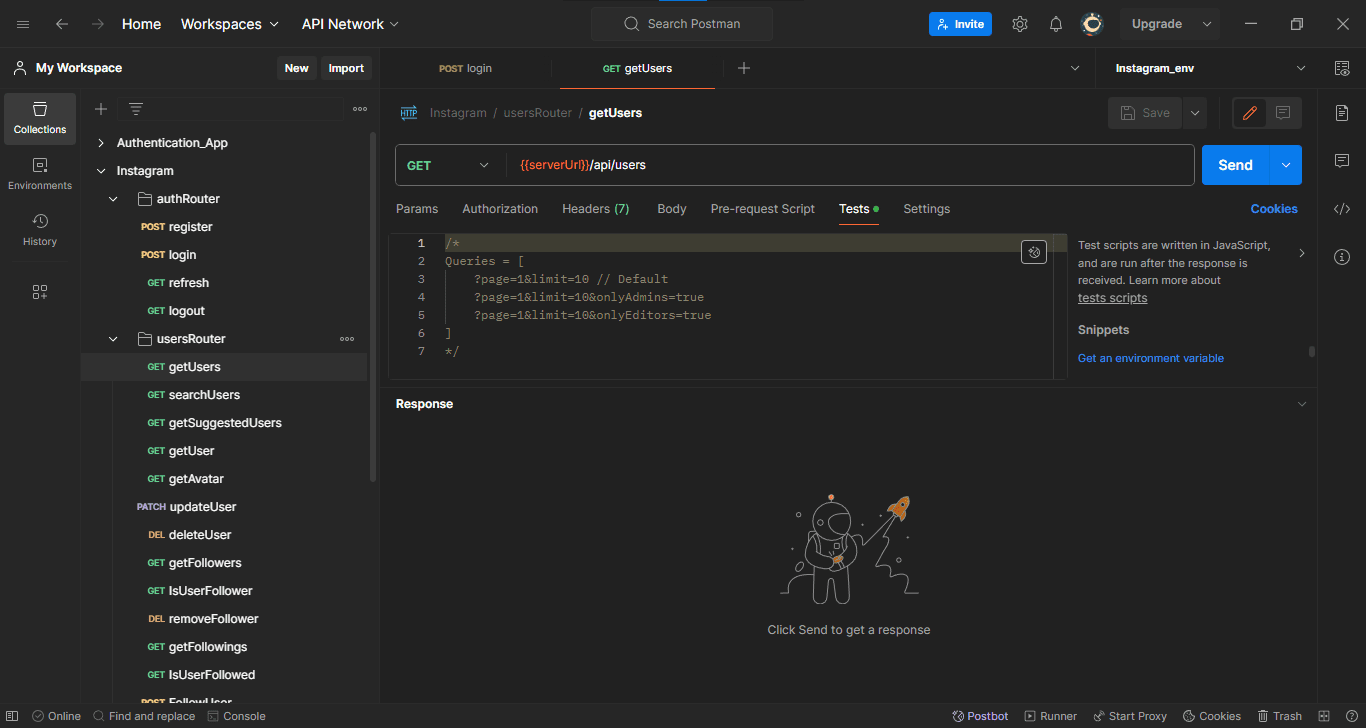 Home Workspaces API Network Search Postman Invite Upgrade
My Workspace New Import POST login GET getUsers Instagram_env
Collections
Environments
History
Authentication_App
Instagram
authRouter
POST register
POST login
GET refresh
GET logout
usersRouter
GET getUsers
GET searchUsers
GET getSuggestedUsers
GET getUser
GET getAvatar
PATCH updateUser
DEL deleteUser
GET getFollowers
GET IsUserFollower
DEL removeFollower
GET getFollowings
GET IsUserFollowed
POST FollowUser
HTTP Instagram / usersRouter / getUsers Save
GET {{serverUrl}}/api/users Send
Params Authorization Headers (7) Body Pre-request Script Tests Settings Cookies
1 /*
2 Queries = [
3 ?page=1&limit=10 // Default
4 ?page=1&limit=10&onlyAdmins=true
5 ?page=1&limit=10&onlyEditors=true
6 ]
7 */
Test scripts are written in JavaScript,
and are run after the response is
received. Learn more about
tests scripts
Snippets
Get an environment variable
Response
Click Send to get a response
Online Find and replace Console Postbot Runner Start Proxy Cookies Trash